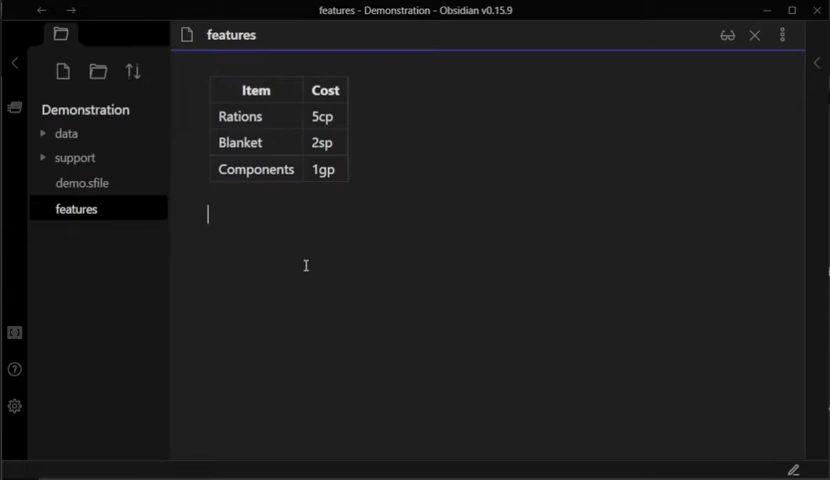 features - Demonstration - Obsidian v0.15.9
features
Demonstration
data
support
demo.sfile
features
Item Cost
Rations 5cp
Blanket 2sp
Components 1gp